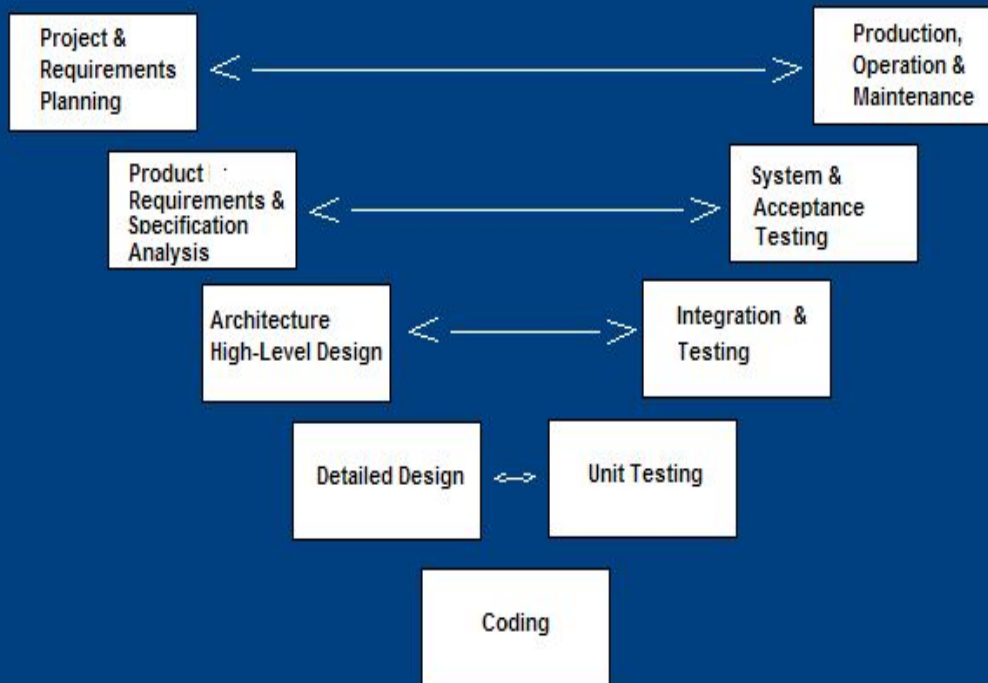 Project &
Requirements
Planning
Production,
Operation &
Maintenance
Product
Requirements &
Specification
Analysis
System &
Acceptance
Testing
Architecture
High-Level Design
Integration &
Testing
Detailed Design
Unit Testing
Coding